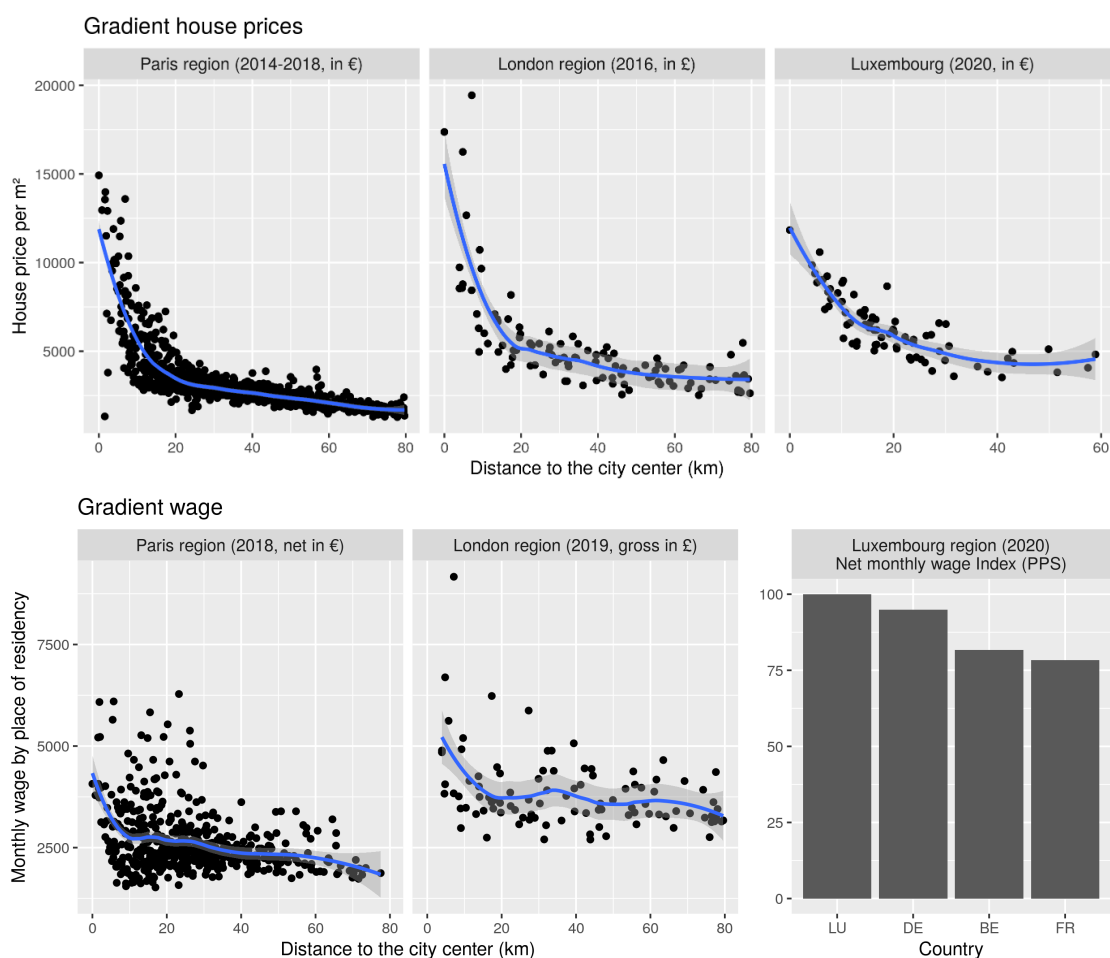 Gradient house prices
Paris region (2014-2018, in €)
London region (2016, in £)
Luxembourg (2020, in €)
House price per m²
20000
15000
10000
5000
0 20 40 60 80
0 20 40 60 80
0 20 40 60
Distance to the city center (km)
Gradient wage
Paris region (2018, net in €)
London region (2019, gross in £)
Luxembourg region (2020)
Net monthly wage Index (PPS)
Monthly wage by place of residency
7500
5000
2500
100
75
50
25
0
0 20 40 60 80
0 20 40 60 80
LU DE BE FR
Distance to the city center (km)
Country